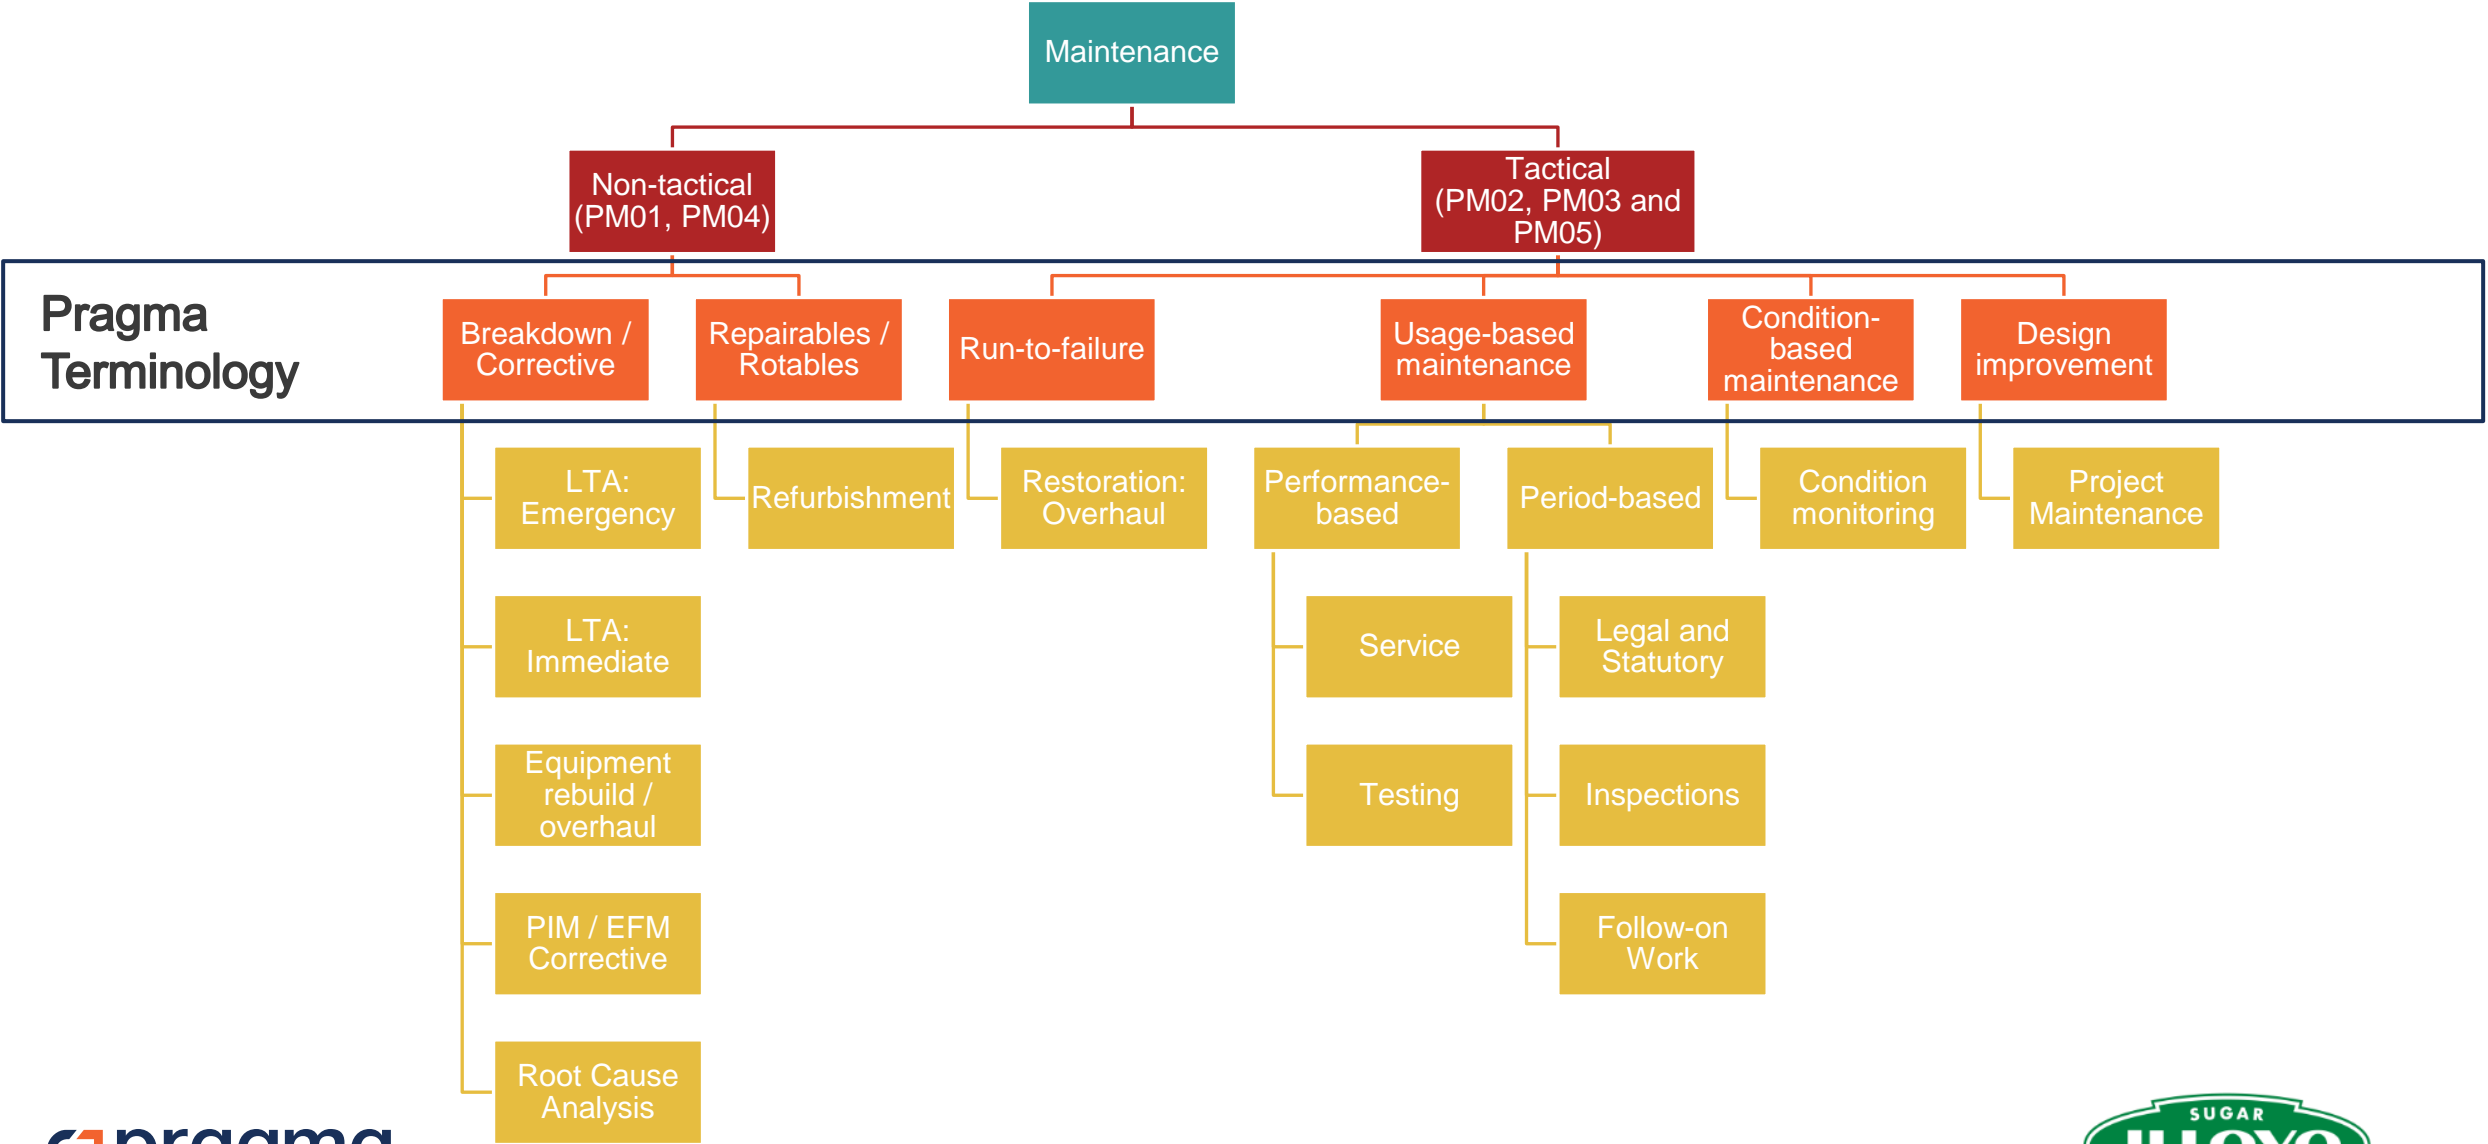 Maintenance
Non-tactical
(PM01, PM04)
Tactical
(PM02, PM03 and
PM05)
Pragma
Terminology
Breakdown /
Corrective
Repairables /
Rotables
Run-to-failure
Usage-based
maintenance
Condition-
based
maintenance
Design
improvement
LTA:
Emergency
Refurbishment
Restoration:
Overhaul
Performance-
based
Period-based
Condition
monitoring
Project
Maintenance
LTA:
Immediate
Service
Legal and
Statutory
Equipment
rebuild /
overhaul
Testing
Inspections
PIM / EFM
Corrective
Follow-on
Work
Root Cause
Analysis
pragma
SUGAR
ILLOVO